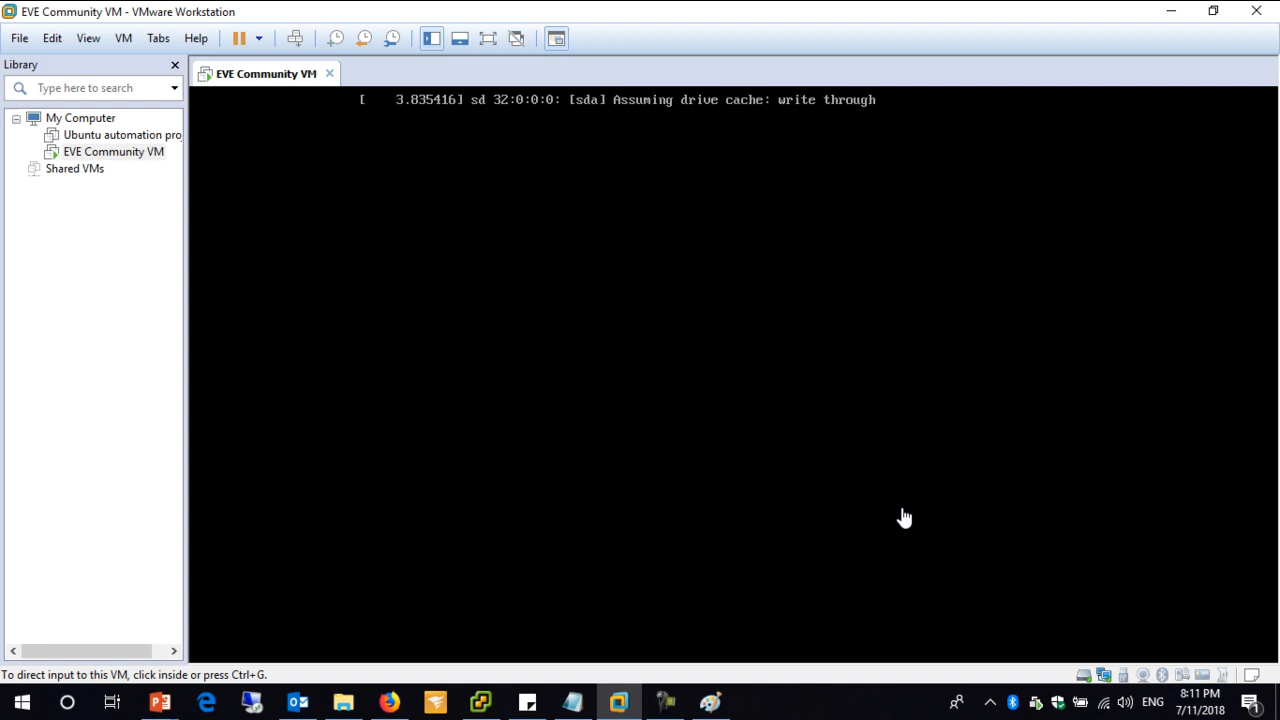 EVE Community VM - VMware Workstation
File Edit View VM Tabs Help
Library
Type here to search
My Computer
Ubuntu automation pro
EVE Community VM
Shared VMs
EVE Community VM
[    3.835416] sd 32:0:0:0: [sda] Assuming drive cache: write through
To direct input to this VM, click inside or press Ctrl+G.
ENG
8:11 PM
7/11/2018
1